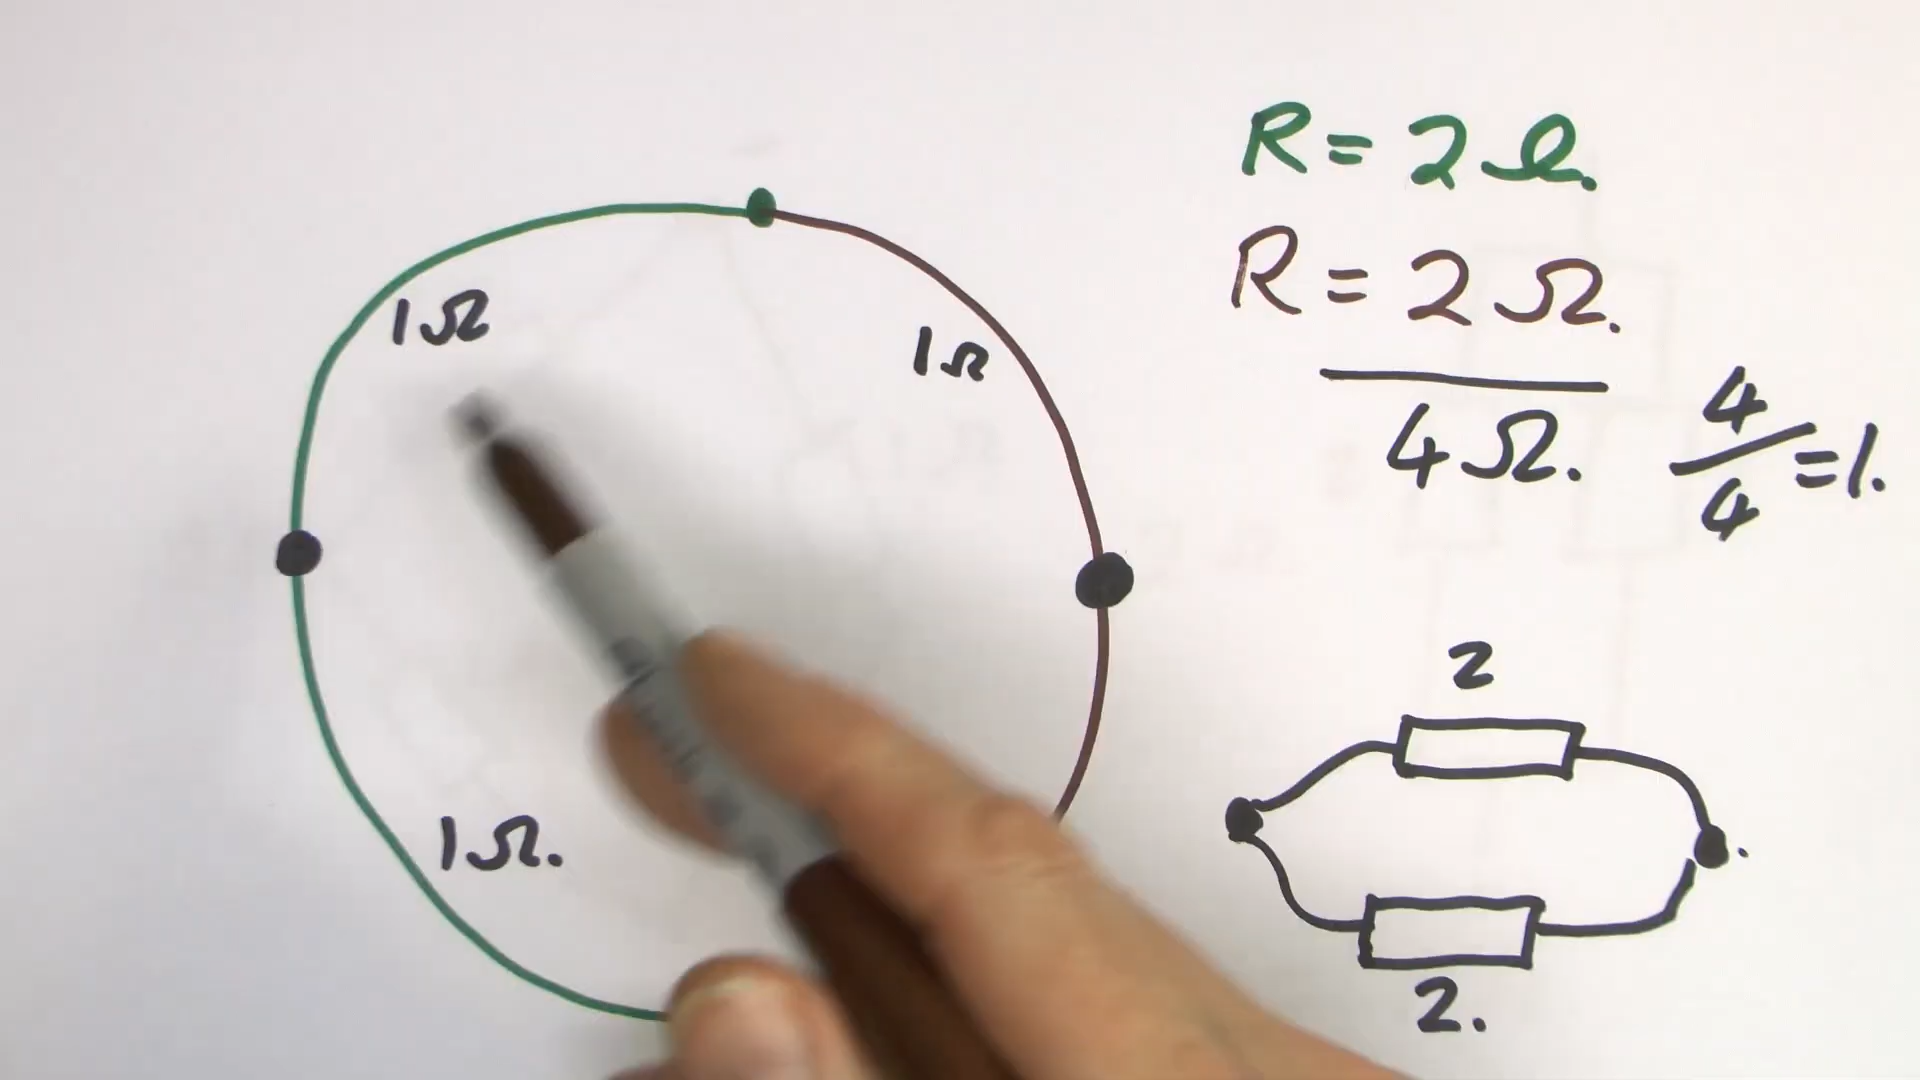 1Ω
1Ω
1Ω.
R = 2Ω.
R = 2Ω.
4Ω.
4/4 = 1.
2
2.